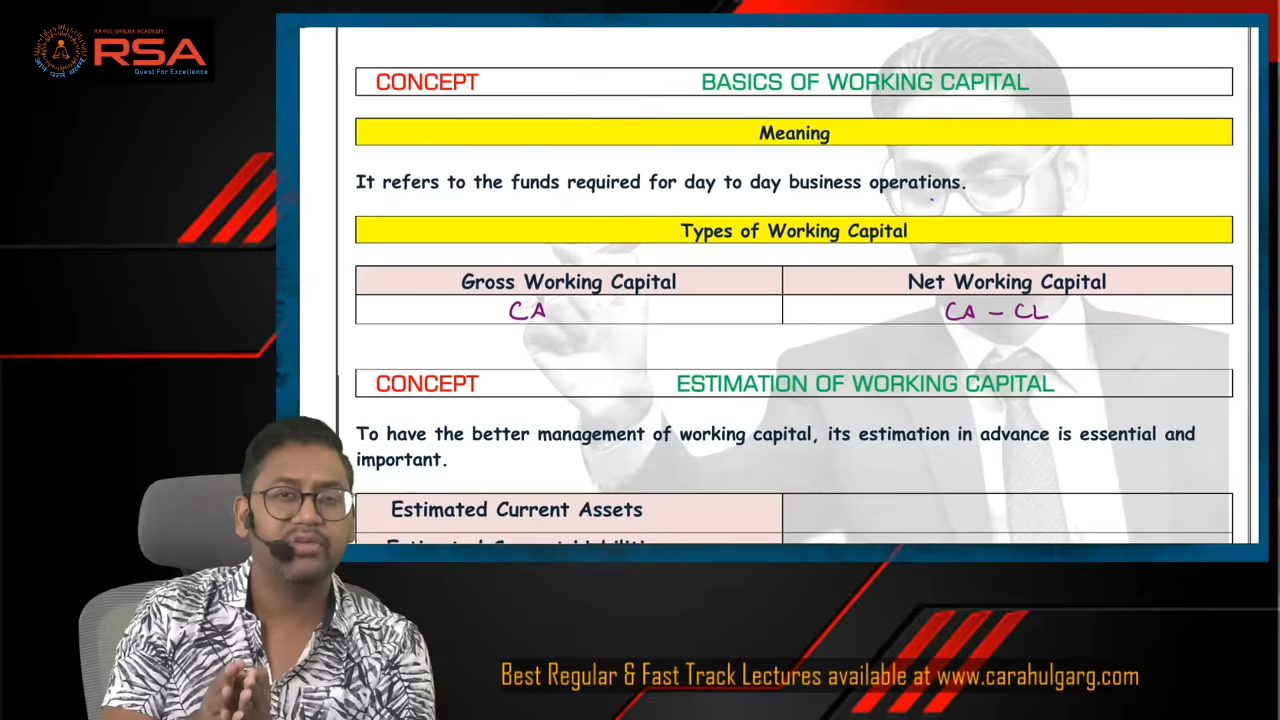 RAHUL SHIKHA ACADEMY
RSA
Quest For Excellence
CONCEPT BASICS OF WORKING CAPITAL
Meaning
It refers to the funds required for day to day business operations.
Types of Working Capital
Gross Working Capital Net Working Capital
CA CA – CL
CONCEPT ESTIMATION OF WORKING CAPITAL
To have the better management of working capital, its estimation in advance is essential and
important.
Estimated Current Assets
Best Regular & Fast Track Lectures available at www.carahulgarg.com